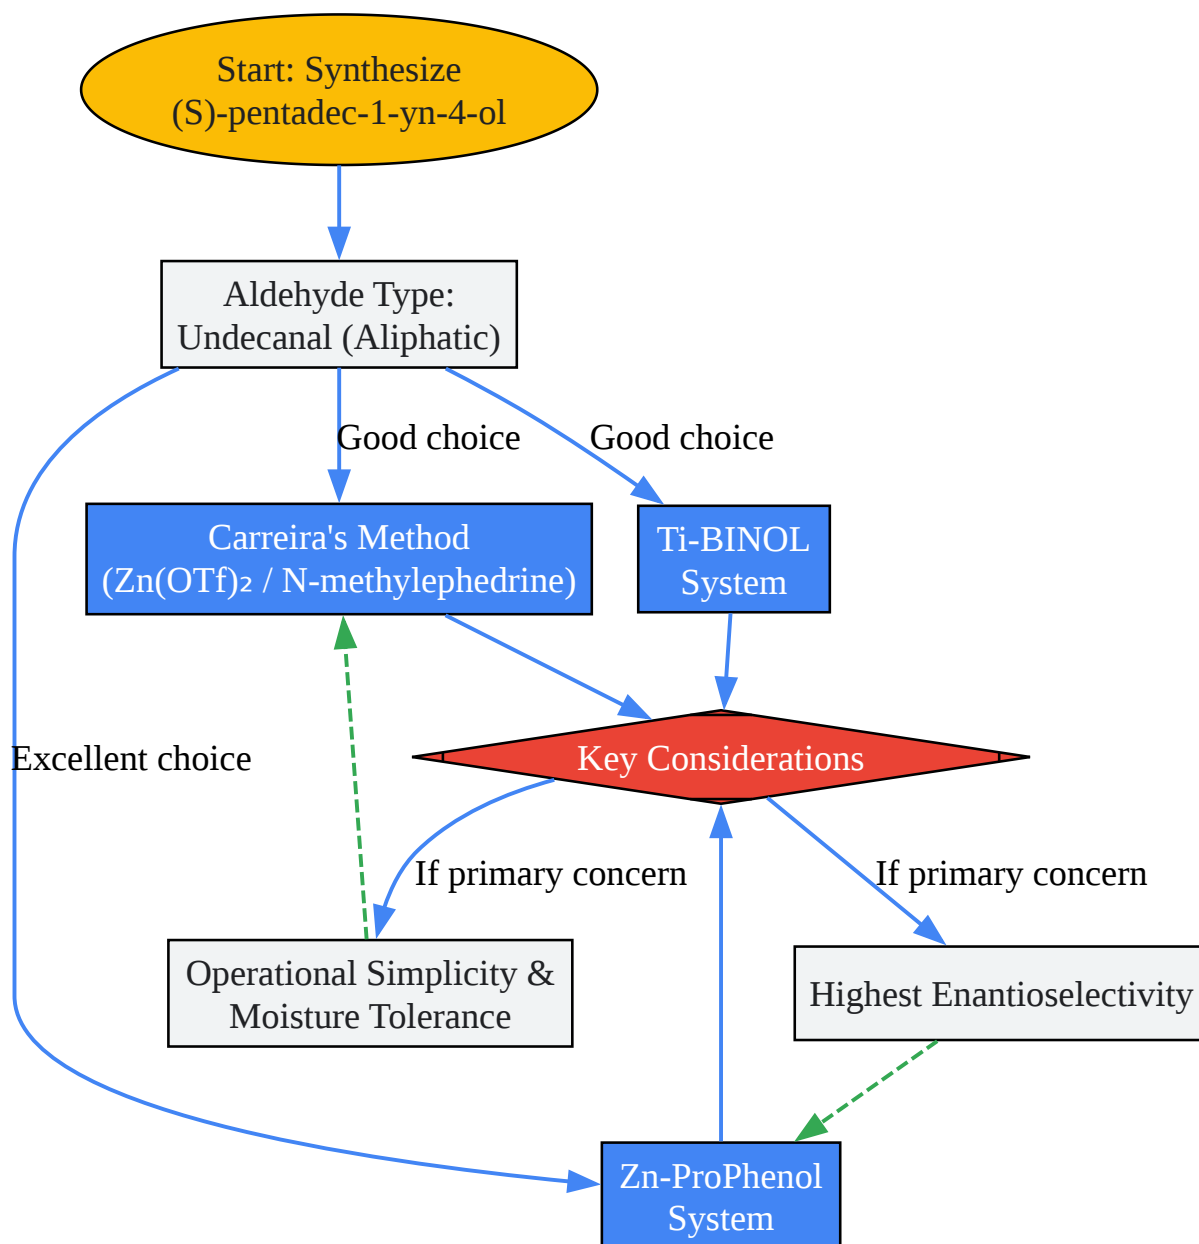 Start: Synthesize
(S)-pentadec-1-yn-4-ol
Aldehyde Type:
Undecanal (Aliphatic)
Good choice
Good choice
Carreira's Method
(Zn(OTf)₂ / N-methylephedrine)
Ti-BINOL
System
Excellent choice
Key Considerations
If primary concern
If primary concern
Operational Simplicity &
Moisture Tolerance
Highest Enantioselectivity
Zn-ProPhenol
System